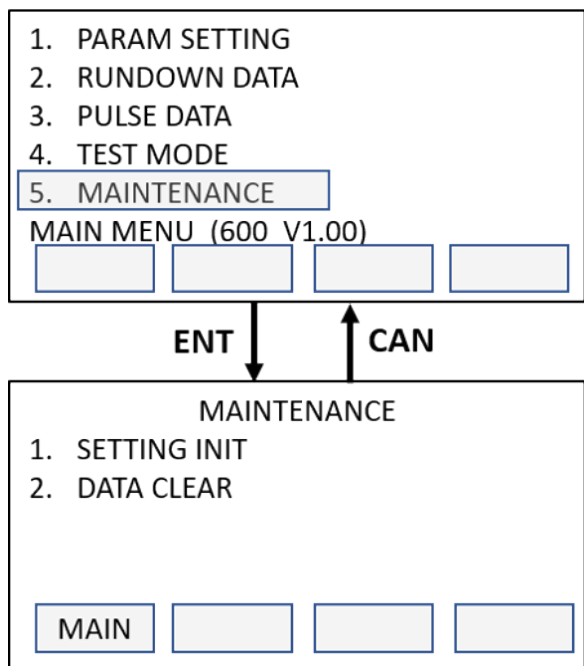 1. PARAM SETTING
2. RUNDOWN DATA
3. PULSE DATA
4. TEST MODE
5. MAINTENANCE
MAIN MENU (600 V1.00)
ENT CAN
MAINTENANCE
1. SETTING INIT
2. DATA CLEAR
MAIN